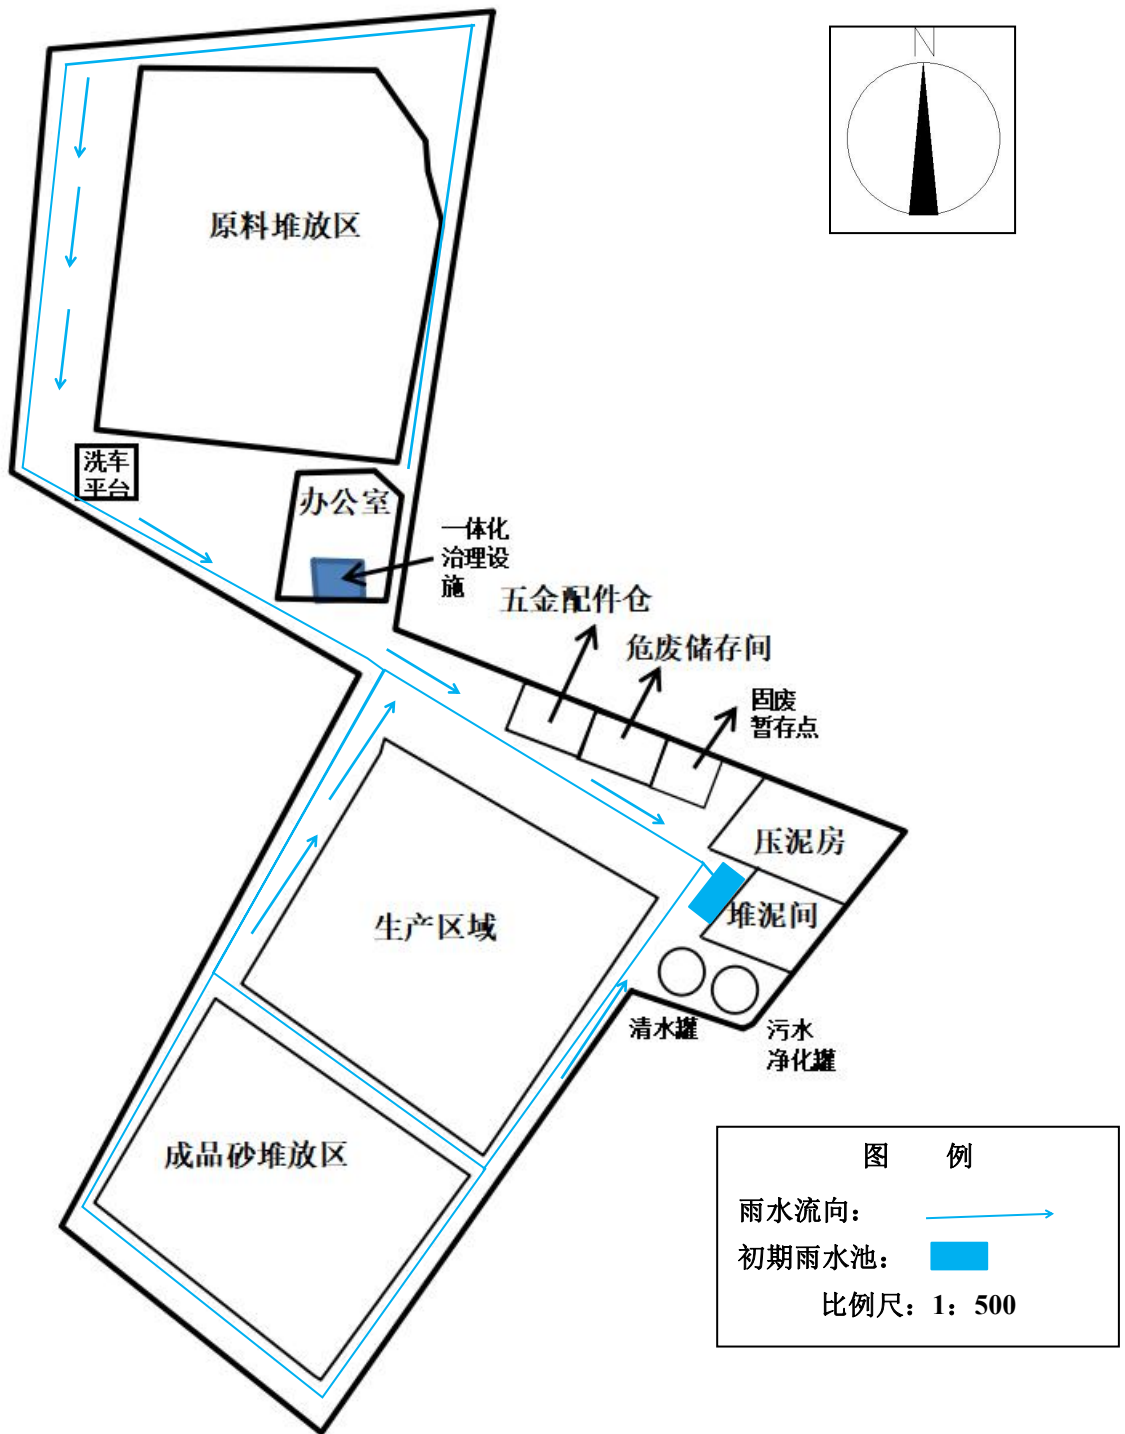 N
原料堆放区
洗车
平台
办公室
一体化
治理设
施
五金配件仓
危废储存间
固废
暂存点
压泥房
堆泥间
生产区域
清水罐
污水
净化罐
成品砂堆放区
图 例
雨水流向：
初期雨水池：
比例尺：1：500